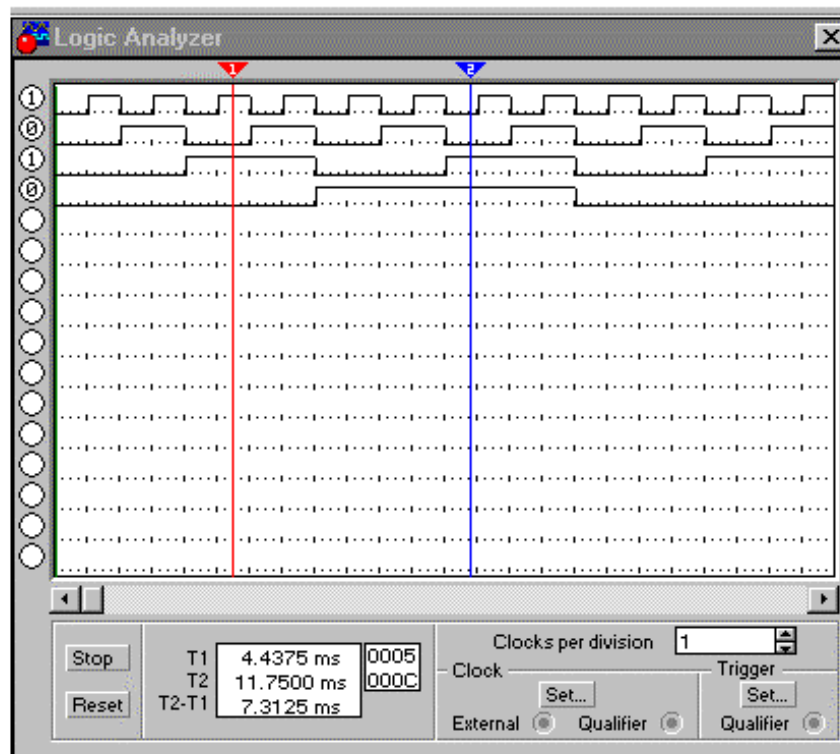 Logic Analyzer
1 2
1
0
1
0
Clocks per division 1
Stop
T1 4.4375 ms 0005
T2 11.7500 ms 000C
T2-T1 7.3125 ms
Reset
Clock
Set...
External Qualifier
Trigger
Set...
Qualifier